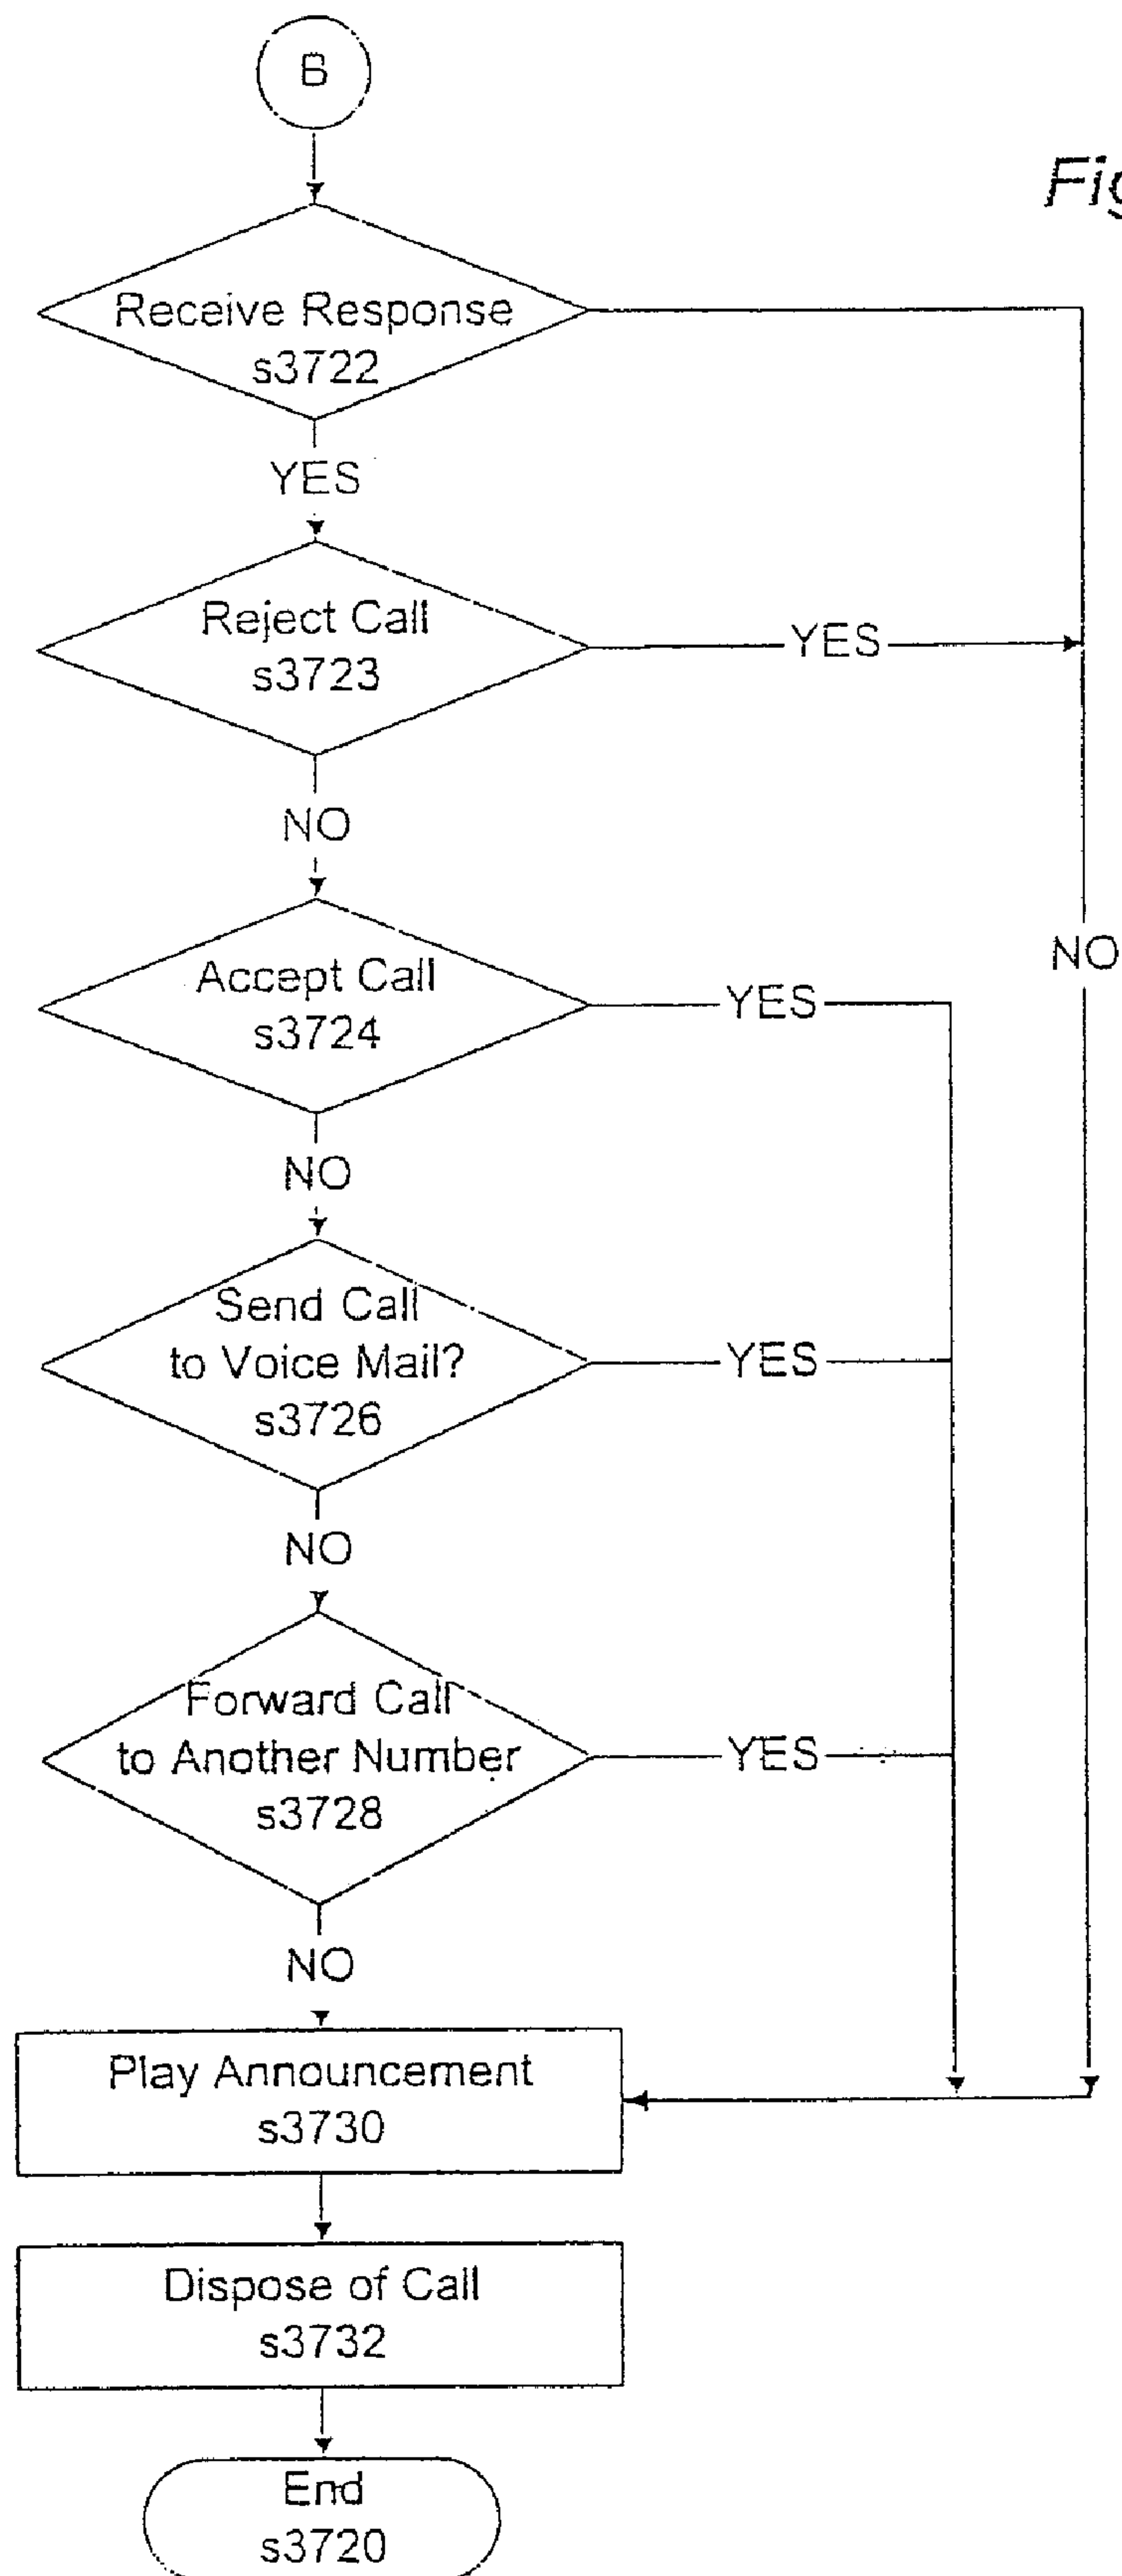 B
Fig
Receive Response
s3722
YES
Reject Call
s3723
YES
NO
Accept Call
s3724
YES
NO
NO
Send Call
to Voice Mail?
s3726
YES
NO
Forward Call
to Another Number
s3728
YES
NO
Play Announcement
s3730
Dispose of Call
s3732
End
s3720